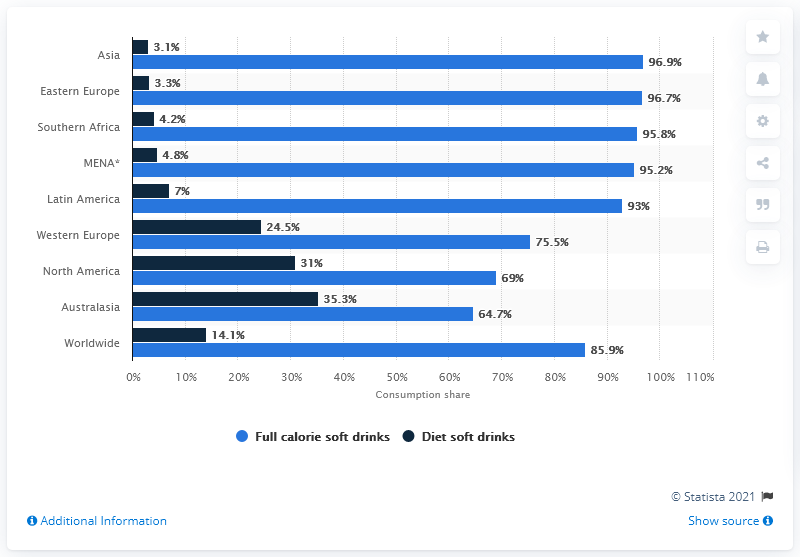 Asia
3.1%
96.9%
Eastern Europe
3.3%
96.7%
Southern Africa
4.2%
95.8%
MENA*
4.8%
95.2%
Latin America
7%
93%
Western Europe
24.5%
75.5%
North America
31%
69%
Australasia
35.3%
64.7%
Worldwide
14.1%
85.9%
0% 10% 20% 30% 40% 50% 60% 70% 80% 90% 100% 110%
Consumption share
Full calorie soft drinks Diet soft drinks
© Statista 2021
Additional Information Show source